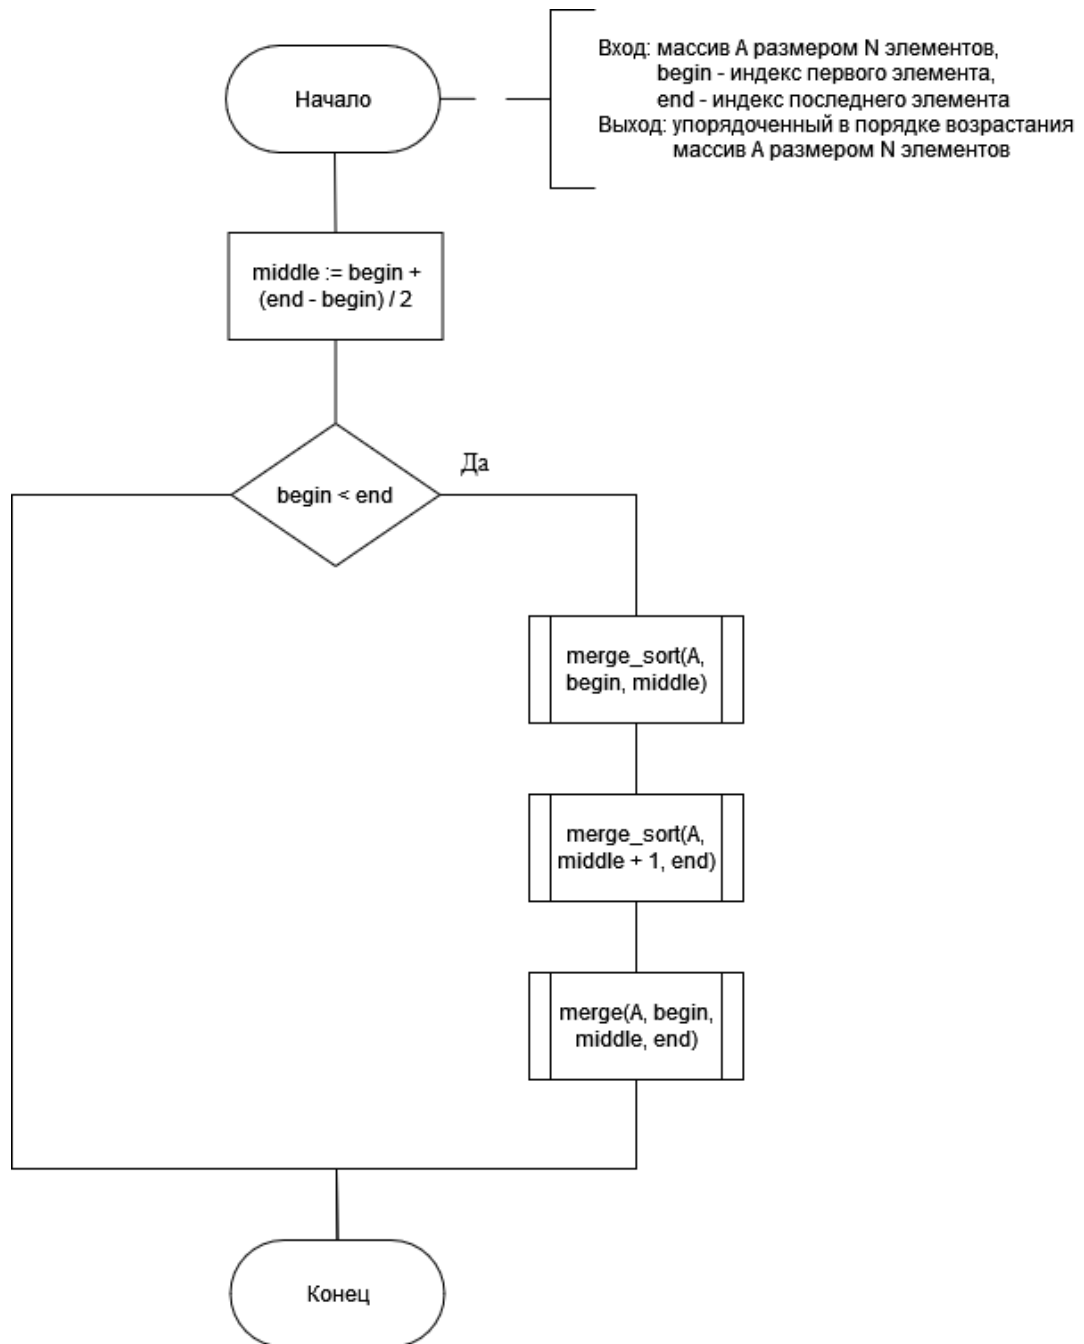 Начало
Вход: массив A размером N элементов,
begin - индекс первого элемента,
end - индекс последнего элемента
Выход: упорядоченный в порядке возрастания
массив A размером N элементов
middle := begin +
(end - begin) / 2
begin < end
Да
merge_sort(A,
begin, middle)
merge_sort(A,
middle + 1, end)
merge(A, begin,
middle, end)
Конец